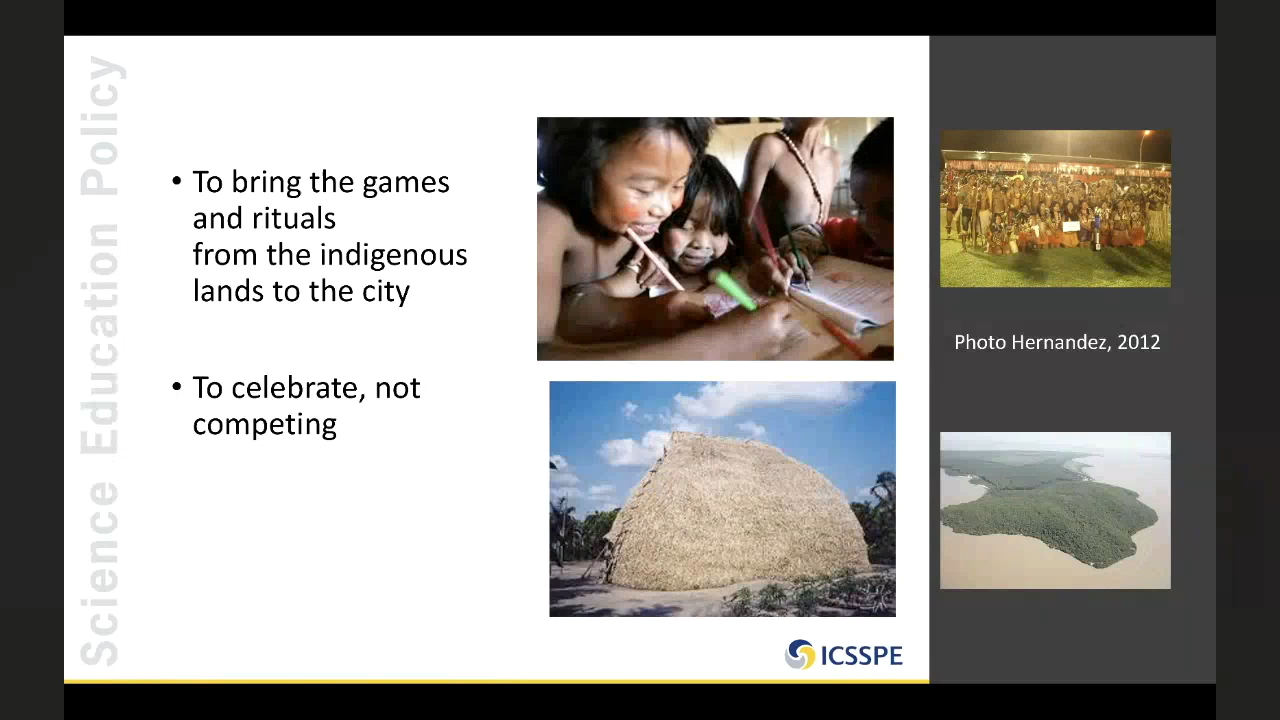 Science Education Policy
• To bring the games
and rituals
from the indigenous
lands to the city
• To celebrate, not
competing
Photo Hernandez, 2012
ICSSPE